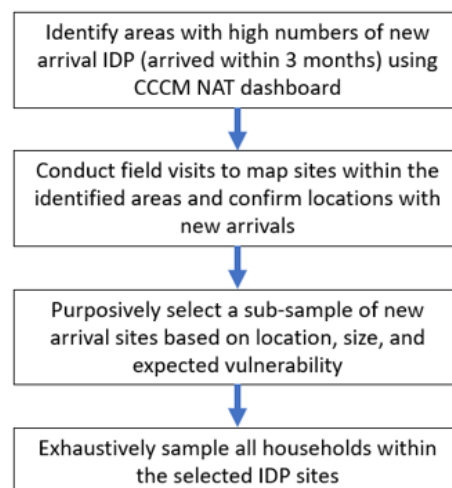 Identify areas with high numbers of new
arrival IDP (arrived within 3 months) using
CCCM NAT dashboard
Conduct field visits to map sites within the
identified areas and confirm locations with
new arrivals
Purposively select a sub-sample of new
arrival sites based on location, size, and
expected vulnerability
Exhaustively sample all households within
the selected IDP sites